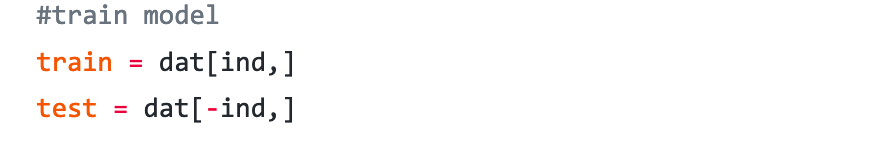 #train model
train = dat[ind,]
test = dat[-ind,]